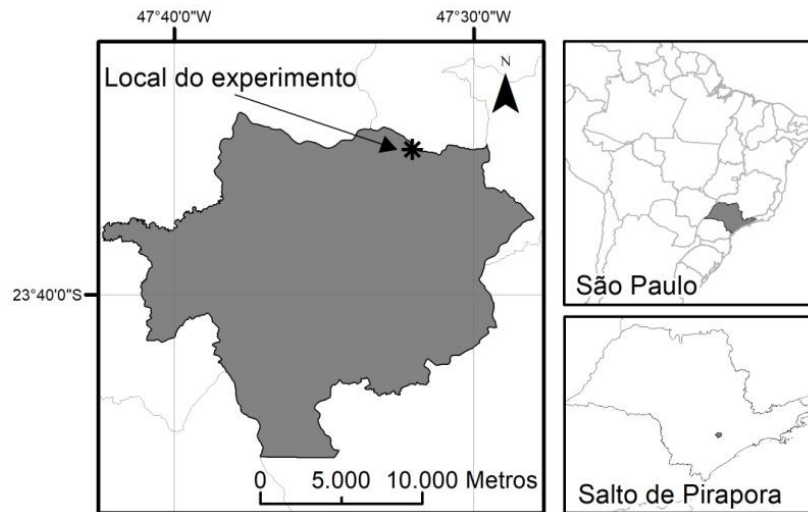 47°40'0"W 47°30'0"W
Local do experimento
N
23°40'0"S
0 5.000 10.000 Metros
São Paulo
Salto de Pirapora